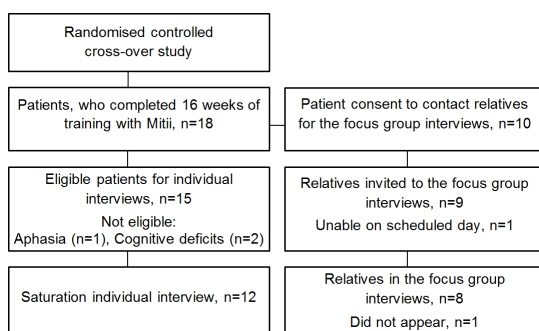 Randomised controlled
cross-over study
Patients, who completed 16 weeks of
training with Mitii, n=18
Patient consent to contact relatives
for the focus group interviews, n=10
Eligible patients for individual
interviews, n=15
Not eligible:
Aphasia (n=1), Cognitive deficits (n=2)
Relatives invited to the focus group
interviews, n=9
Unable on scheduled day, n=1
Saturation individual interview, n=12
Relatives in the focus group
interviews, n=8
Did not appear, n=1